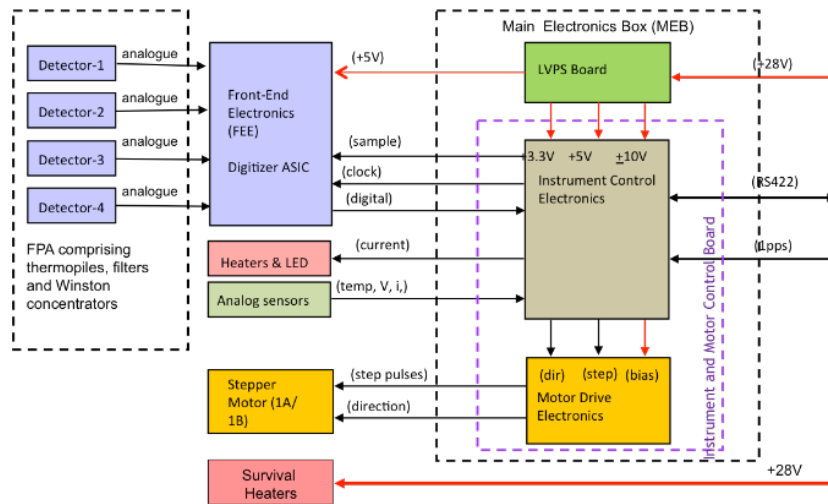 Main Electronics Box (MEB)
Detector-1
analogue
Detector-2
analogue
Detector-3
analogue
Detector-4
analogue
FPA comprising
thermopiles, filters
and Winston
concentrators
Front-End
Electronics
(FEE)
Digitizer ASIC
(+5V)
LVPS Board
(+28V)
(sample)
(clock)
(digital)
+3.3V
+5V
±10V
Instrument Control
Electronics
(RS422)
(1pps)
Heaters & LED
(current)
Analog sensors
(temp, V, i,)
Instrument and Motor Control Board
Stepper
Motor (1A/
1B)
(step pulses)
(direction)
(dir)
(step)
(bias)
Motor Drive
Electronics
Survival
Heaters
+28V